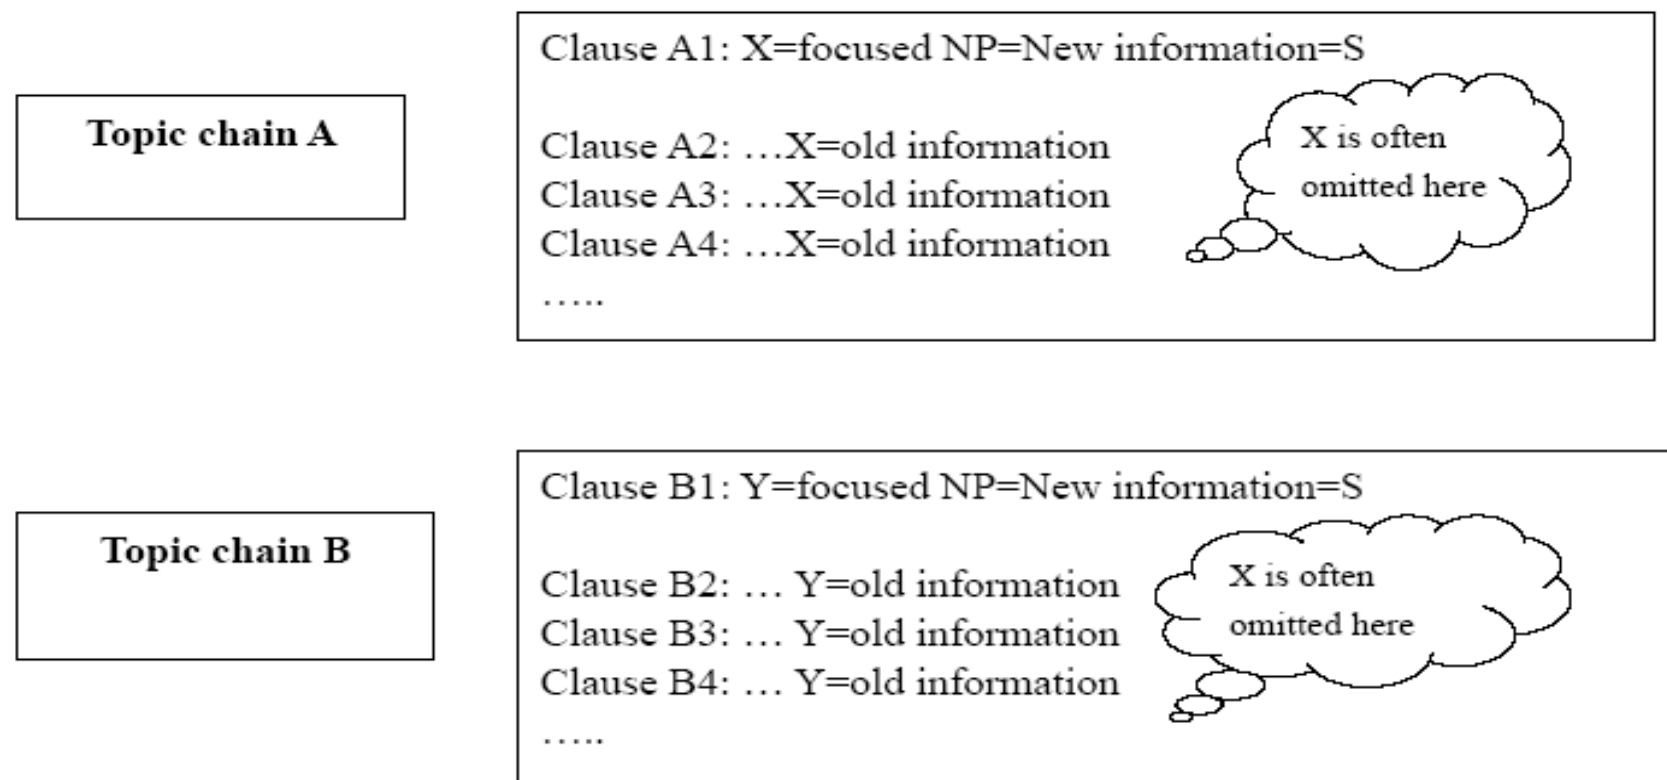 Topic chain A
Clause A1: X=focused NP=New information=S
Clause A2: …X=old information
Clause A3: …X=old information
Clause A4: …X=old information
…..
X is often
omitted here
Topic chain B
Clause B1: Y=focused NP=New information=S
Clause B2: … Y=old information
Clause B3: … Y=old information
Clause B4: … Y=old information
…..
X is often
omitted here